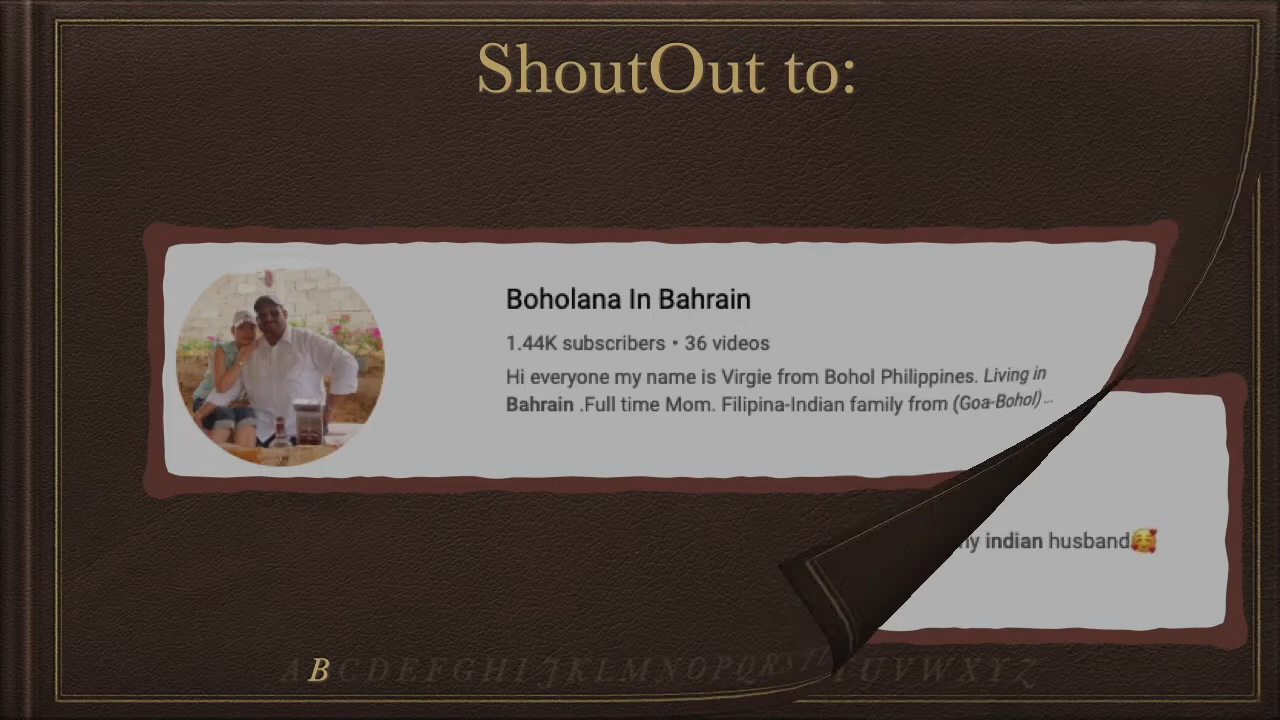 ShoutOut to:
Boholana In Bahrain
1.44K subscribers • 36 videos
Hi everyone my name is Virgie from Bohol Philippines. Living in
Bahrain .Full time Mom. Filipina-Indian family from (Goa-Bohol)...
indian husband🥰
A B C D E F G H I J K L M N O P Q R S T U V W X Y Z